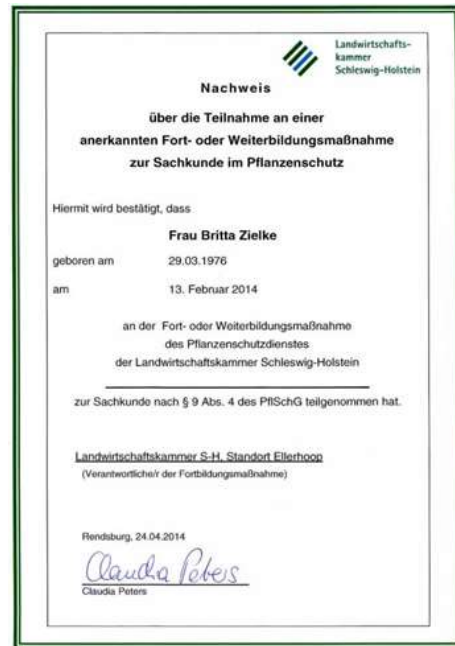 Landwirtschafts-
kammer
Schleswig-Holstein
Nachweis
über die Teilnahme an einer
anerkannten Fort- oder Weiterbildungsmaßnahme
zur Sachkunde im Pflanzenschutz
Hiermit wird bestätigt, dass
Frau Britta Zielke
geboren am 29.03.1976
am 13. Februar 2014
an der Fort- oder Weiterbildungsmaßnahme
des Pflanzenschutzdienstes
der Landwirtschaftskammer Schleswig-Holstein
zur Sachkunde nach § 9 Abs. 4 des PflSchG teilgenommen hat.
Landwirtschaftskammer S-H, Standort Ellerhoop
(Verantwortliche/r der Fortbildungsmaßnahme)
Rendsburg, 24.04.2014
Claudia Peters
Claudia Peters